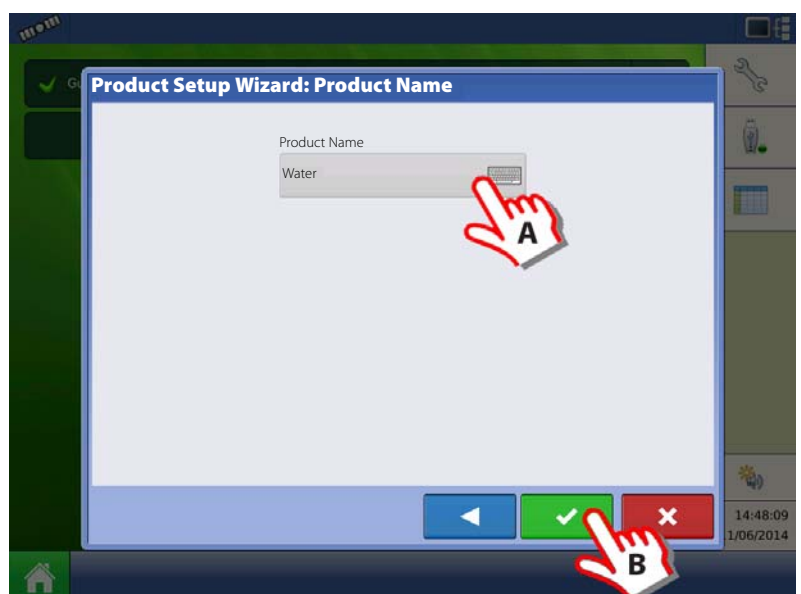 Product Setup Wizard: Product Name
Product Name
Water
A
14:48:09
1/06/2014
B